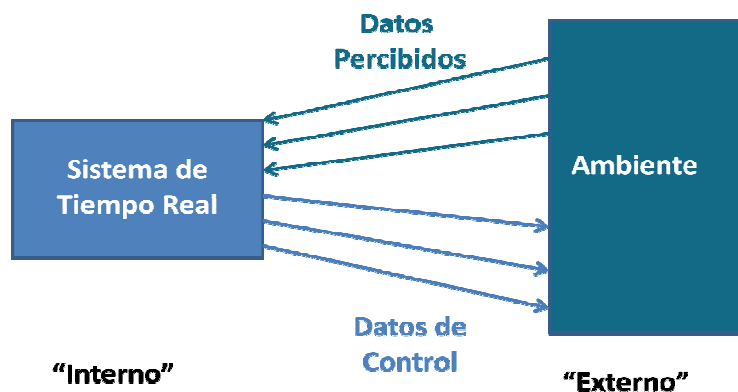 Datos
Percibidos
Sistema de
Tiempo Real
Ambiente
Datos de
Control
“Interno”
“Externo”